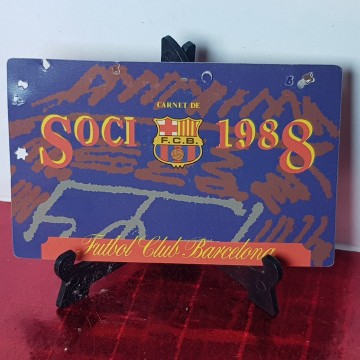 CARNET DE
SOCI 1988
F.C.B.
Futbol Club Barcelona